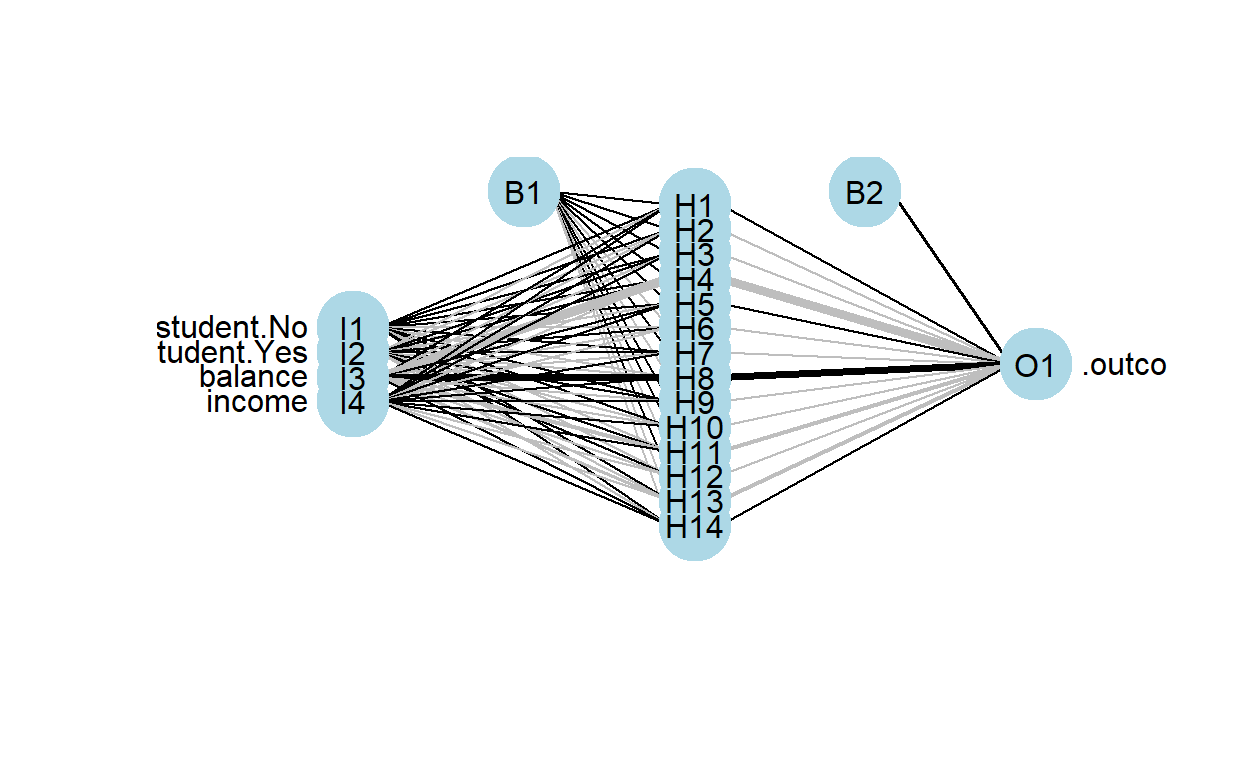 B1
B2
H1
H2
H3
H4
H5
H6
H7
H8
H9
H10
H11
H12
H13
H14
student.No
tudent.Yes
balance
income
I1
I2
I3
I4
O1
.outco